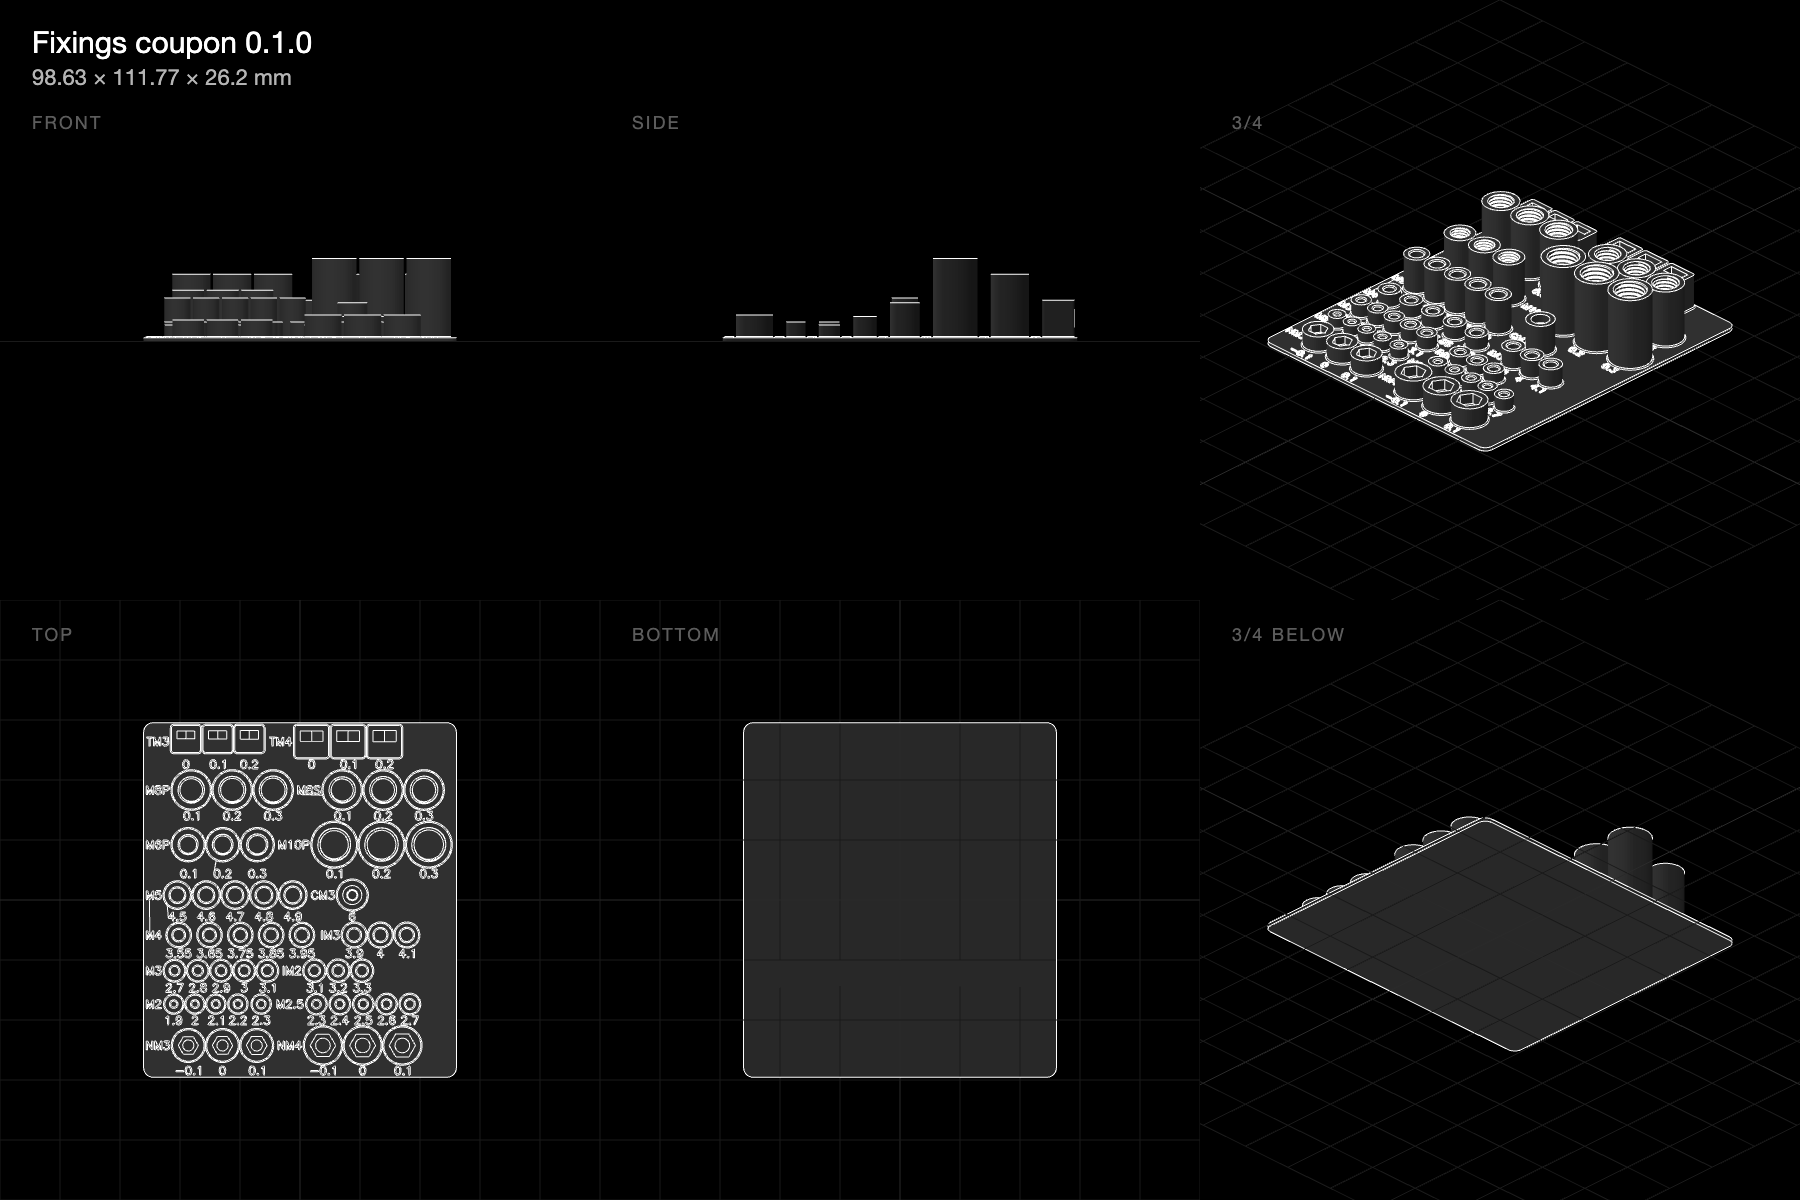 Fixings coupon 0.1.0
98.63 × 111.77 × 26.2 mm
FRONT
SIDE
3/4
TOP
BOTTOM
3/4 BELOW
TM3
TM4
0 0.1 0.2
0 0.1 0.2
M8P
M8S
0.1 0.2 0.3
0.1 0.2 0.3
M6P
M10P
0.1 0.2 0.3
0.1 0.2 0.3
M5
CM3
4.5 4.6 4.7 4.8 4.9
6
M4
IM3
3.55 3.65 3.75 3.85 3.95
3.9 4 4.1
M3
IM2
2.7 2.8 2.9 3 3.1
3.1 3.2 3.3
M2
M2.5
1.9 2 2.1 2.2 2.3
2.3 2.4 2.5 2.6 2.7
NM3
NM4
-0.1 0 0.1
-0.1 0 0.1